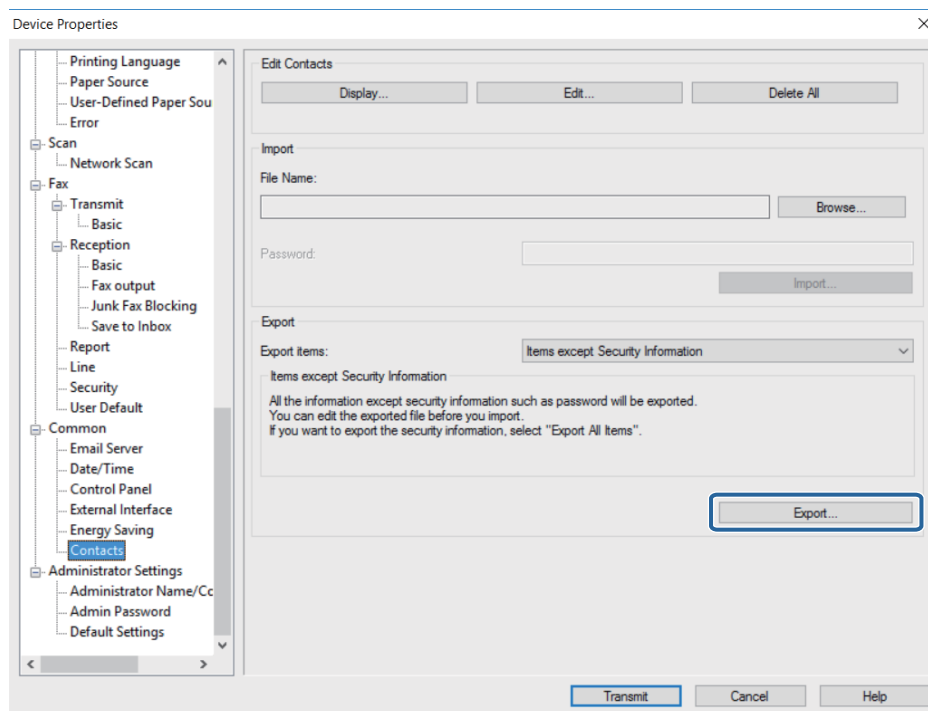 Device Properties
Printing Language
Paper Source
User-Defined Paper Sou
Error
Scan
Network Scan
Fax
Transmit
Basic
Reception
Basic
Fax output
Junk Fax Blocking
Save to Inbox
Report
Line
Security
User Default
Common
Email Server
Date/Time
Control Panel
External Interface
Energy Saving
Contacts
Administrator Settings
Administrator Name/Cc
Admin Password
Default Settings
Edit Contacts
Display... Edit... Delete All
Import
File Name:
Browse...
Password:
Import...
Export
Export items: Items except Security Information
Items except Security Information
All the information except security information such as password will be exported.
You can edit the exported file before you import.
If you want to export the security information, select "Export All Items".
Export...
Transmit Cancel Help